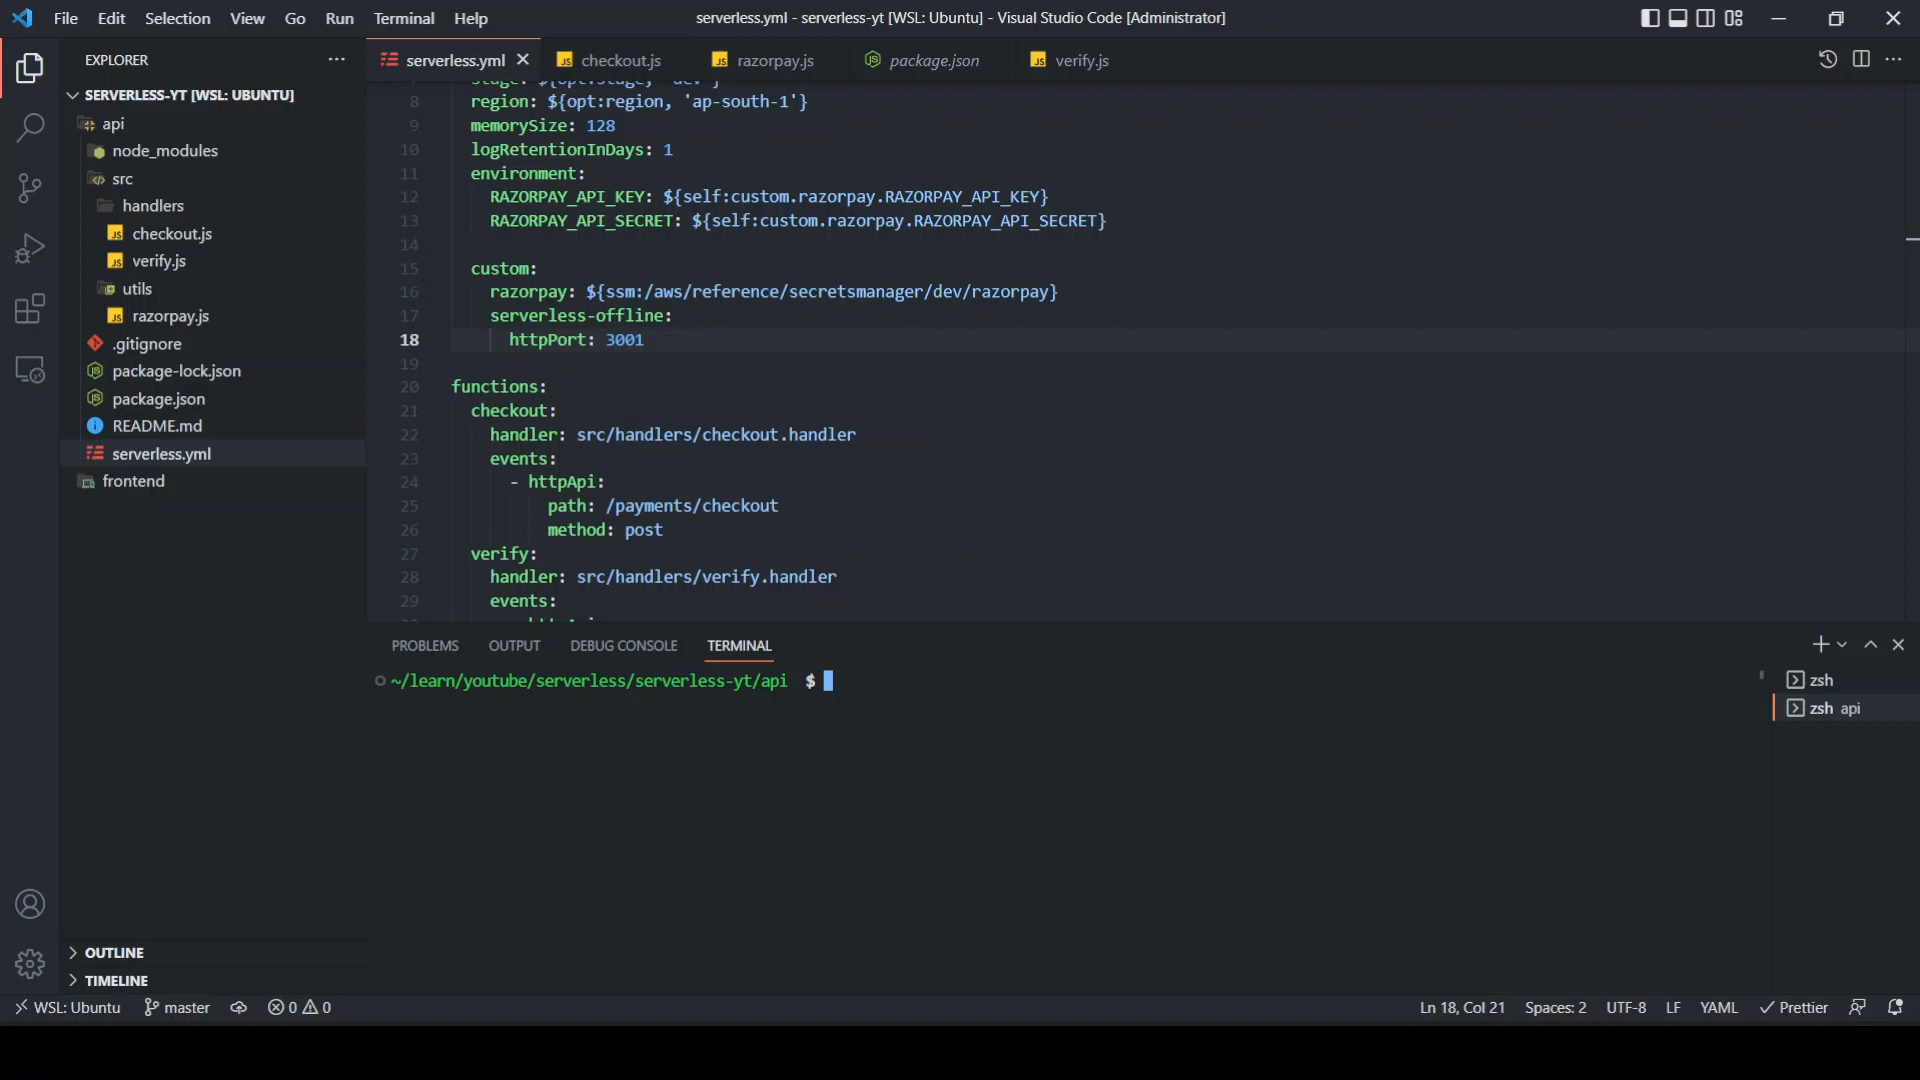 File Edit Selection View Go Run Terminal Help
serverless.yml - serverless-yt [WSL: Ubuntu] - Visual Studio Code [Administrator]
EXPLORER
SERVERLESS-YT [WSL: UBUNTU]
api
node_modules
src
handlers
checkout.js
verify.js
utils
razorpay.js
.gitignore
package-lock.json
package.json
README.md
serverless.yml
frontend
OUTLINE
TIMELINE
serverless.yml checkout.js razorpay.js package.json verify.js
stage: ${opt:stage, 'dev'}
8 region: ${opt:region, 'ap-south-1'}
9 memorySize: 128
10 logRetentionInDays: 1
11 environment:
12 RAZORPAY_API_KEY: ${self:custom.razorpay.RAZORPAY_API_KEY}
13 RAZORPAY_API_SECRET: ${self:custom.razorpay.RAZORPAY_API_SECRET}
14
15 custom:
16 razorpay: ${ssm:/aws/reference/secretsmanager/dev/razorpay}
17 serverless-offline:
18 httpPort: 3001
19
20 functions:
21 checkout:
22 handler: src/handlers/checkout.handler
23 events:
24 - httpApi:
25 path: /payments/checkout
26 method: post
27 verify:
28 handler: src/handlers/verify.handler
29 events:
PROBLEMS OUTPUT DEBUG CONSOLE TERMINAL
~/learn/youtube/serverless/serverless-yt/api $
zsh
zsh api
WSL: Ubuntu master 0 0 Ln 18, Col 21 Spaces: 2 UTF-8 LF YAML Prettier